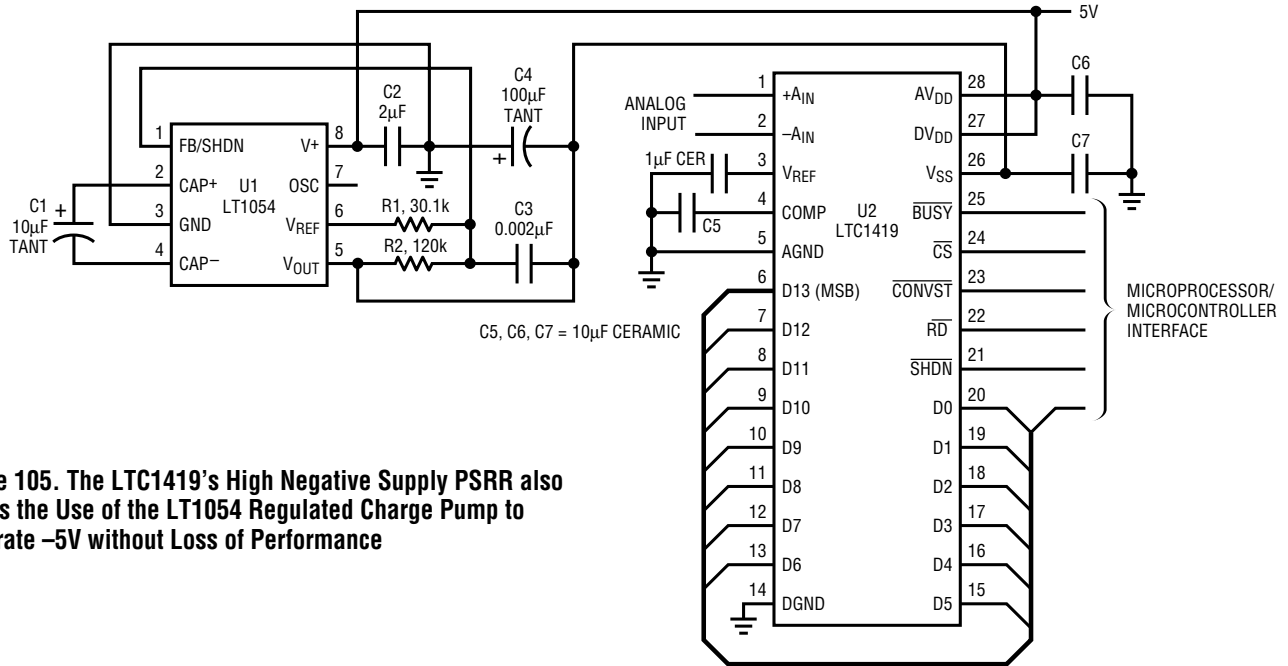 5V
C6
C7
C4
100µF
TANT
+
C2
2µF
1 FB/SHDN V+ 8
2 CAP+ OSC 7
U1
LT1054
3 GND VREF 6
4 CAP– VOUT 5
C1
10µF
TANT
+
R1, 30.1k
R2, 120k
C3
0.002µF
ANALOG
INPUT
1µF CER
C5
U2
LTC1419
1 +AIN AVDD 28
2 –AIN DVDD 27
3 VREF VSS 26
4 COMP BUSY 25
5 AGND CS 24
6 D13 (MSB) CONVST 23
7 D12 RD 22
8 D11 SHDN 21
9 D10 D0 20
10 D9 D1 19
11 D8 D2 18
12 D7 D3 17
13 D6 D4 16
14 DGND D5 15
MICROPROCESSOR/
MICROCONTROLLER
INTERFACE
C5, C6, C7 = 10µF CERAMIC
e 105. The LTC1419's High Negative Supply PSRR also
s the Use of the LT1054 Regulated Charge Pump to
rate –5V without Loss of Performance